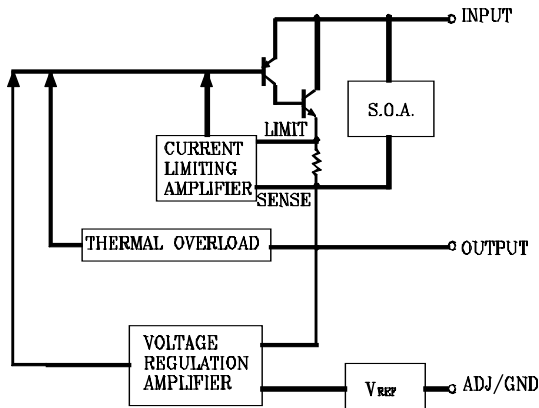 INPUT
S.O.A.
LIMIT
CURRENT
LIMITING
AMPLIFIER
SENSE
THERMAL OVERLOAD
OUTPUT
VOLTAGE
REGULATION
AMPLIFIER
VREF
ADJ/GND